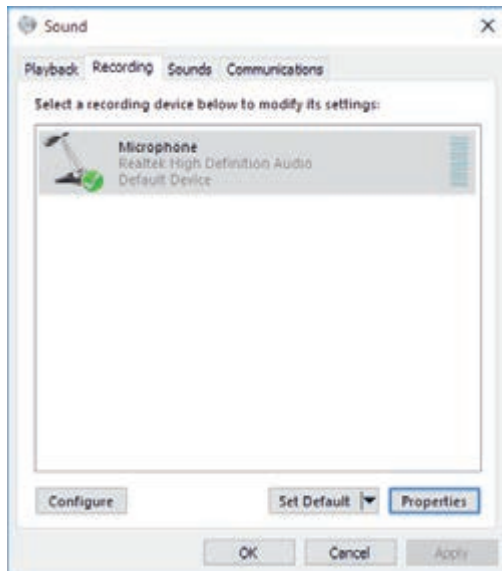 Sound
Playback Recording Sounds Communications
Select a recording device below to modify its settings:
Microphone
Realtek High Definition Audio
Default Device
Configure Set Default Properties
OK Cancel Apply